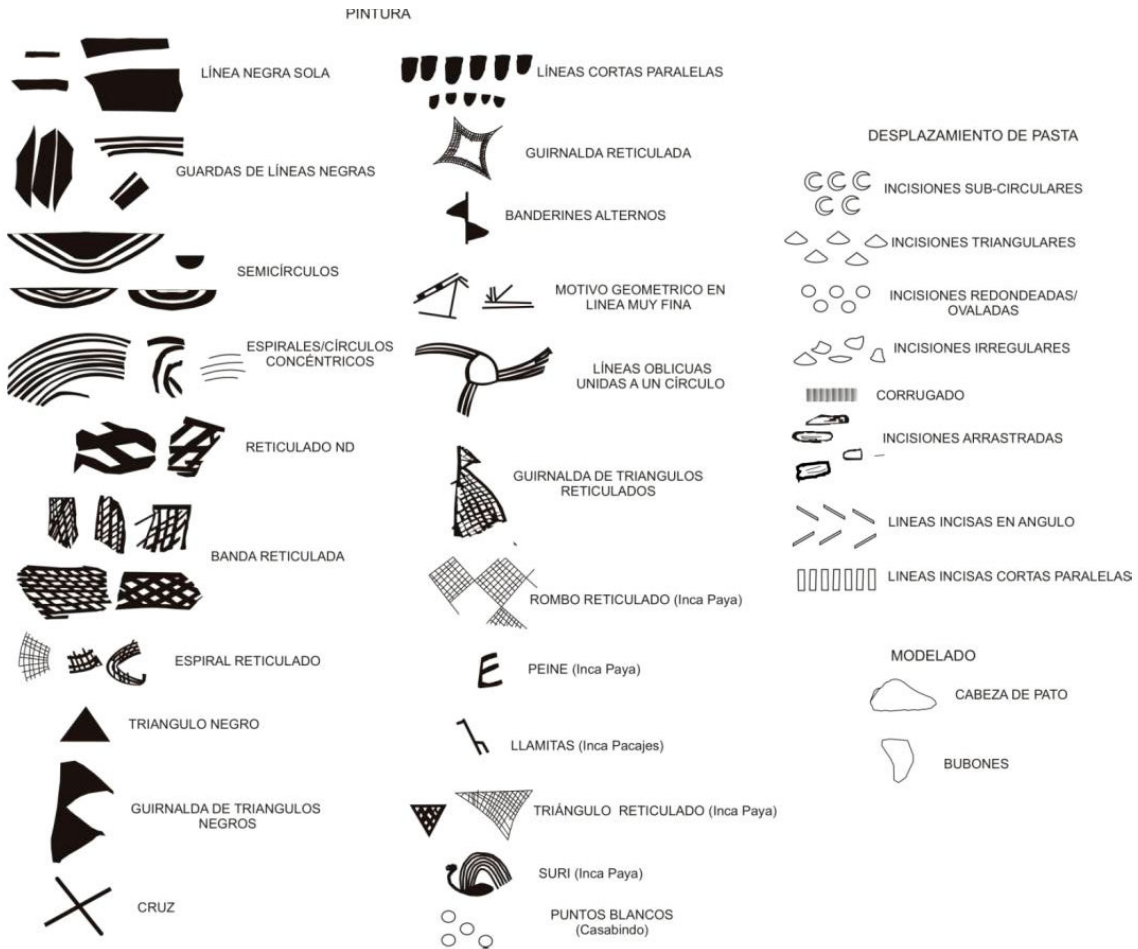 PINTURA
LÍNEA NEGRA SOLA
GUARDAS DE LÍNEAS NEGRAS
SEMICÍRCULOS
ESPIRALES/CÍRCULOS
CONCÉNTRICOS
RETICULADO ND
BANDA RETICULADA
ESPIRAL RETICULADO
TRIANGULO NEGRO
GUIRNALDA DE TRIANGULOS
NEGROS
CRUZ
LÍNEAS CORTAS PARALELAS
GUIRNALDA RETICULADA
BANDERINES ALTERNOS
MOTIVO GEOMETRICO EN
LINEA MUY FINA
LÍNEAS OBLICUAS
UNIDAS A UN CÍRCULO
GUIRNALDA DE TRIANGULOS
RETICULADOS
ROMBO RETICULADO (Inca Paya)
PEINE (Inca Paya)
LLAMITAS (Inca Pacajes)
TRIÁNGULO RETICULADO (Inca Paya)
SURI (Inca Paya)
PUNTOS BLANCOS
(Casabindo)
DESPLAZAMIENTO DE PASTA
INCISIONES SUB-CIRCULARES
INCISIONES TRIANGULARES
INCISIONES REDONDEADAS/
OVALADAS
INCISIONES IRREGULARES
CORRUGADO
INCISIONES ARRASTRADAS
LINEAS INCISAS EN ANGULO
LINEAS INCISAS CORTAS PARALELAS
MODELADO
CABEZA DE PATO
BUBONES